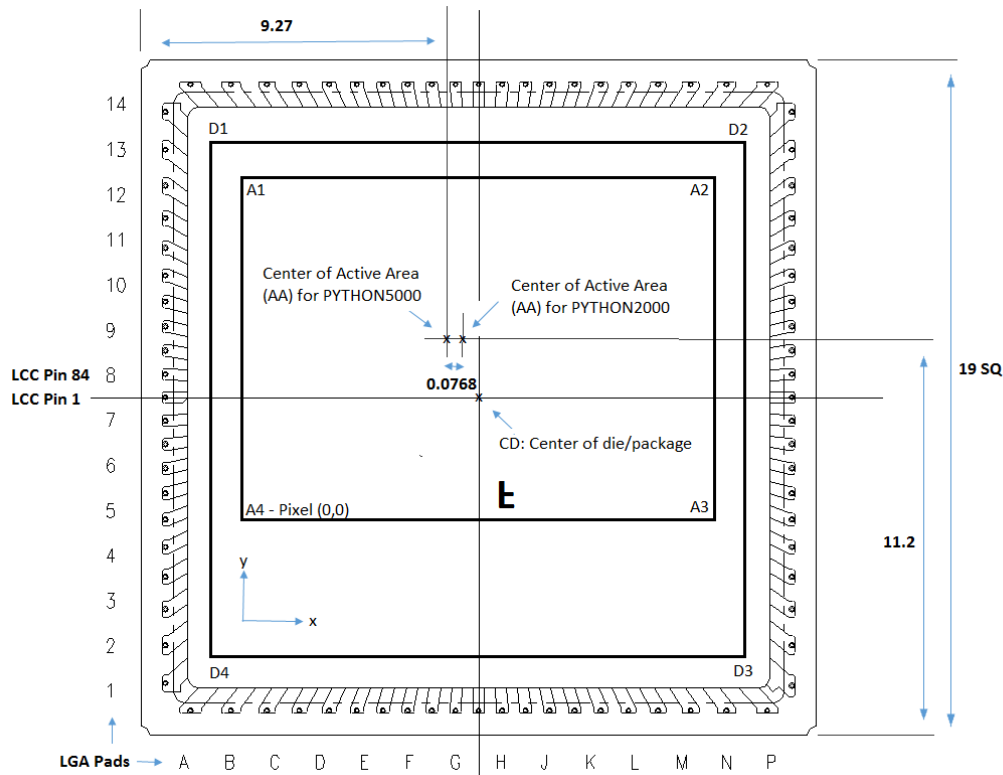 9.27
14
13
12
11
10
9
8
7
6
5
4
3
2
1
D1
D2
A1
A2
Center of Active Area
(AA) for PYTHON5000
Center of Active Area
(AA) for PYTHON2000
LCC Pin 84
LCC Pin 1
0.0768
19 SQ
CD: Center of die/package
A4 - Pixel (0,0)
A3
11.2
y
x
D4
D3
LGA Pads
A B C D E F G H J K L M N P